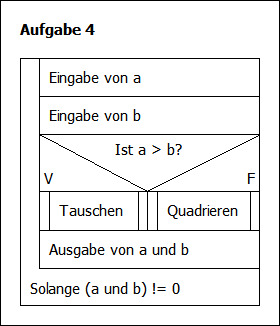 Aufgabe 4
Eingabe von a
Eingabe von b
Ist a > b?
V F
Tauschen Quadrieren
Ausgabe von a und b
Solange (a und b) != 0